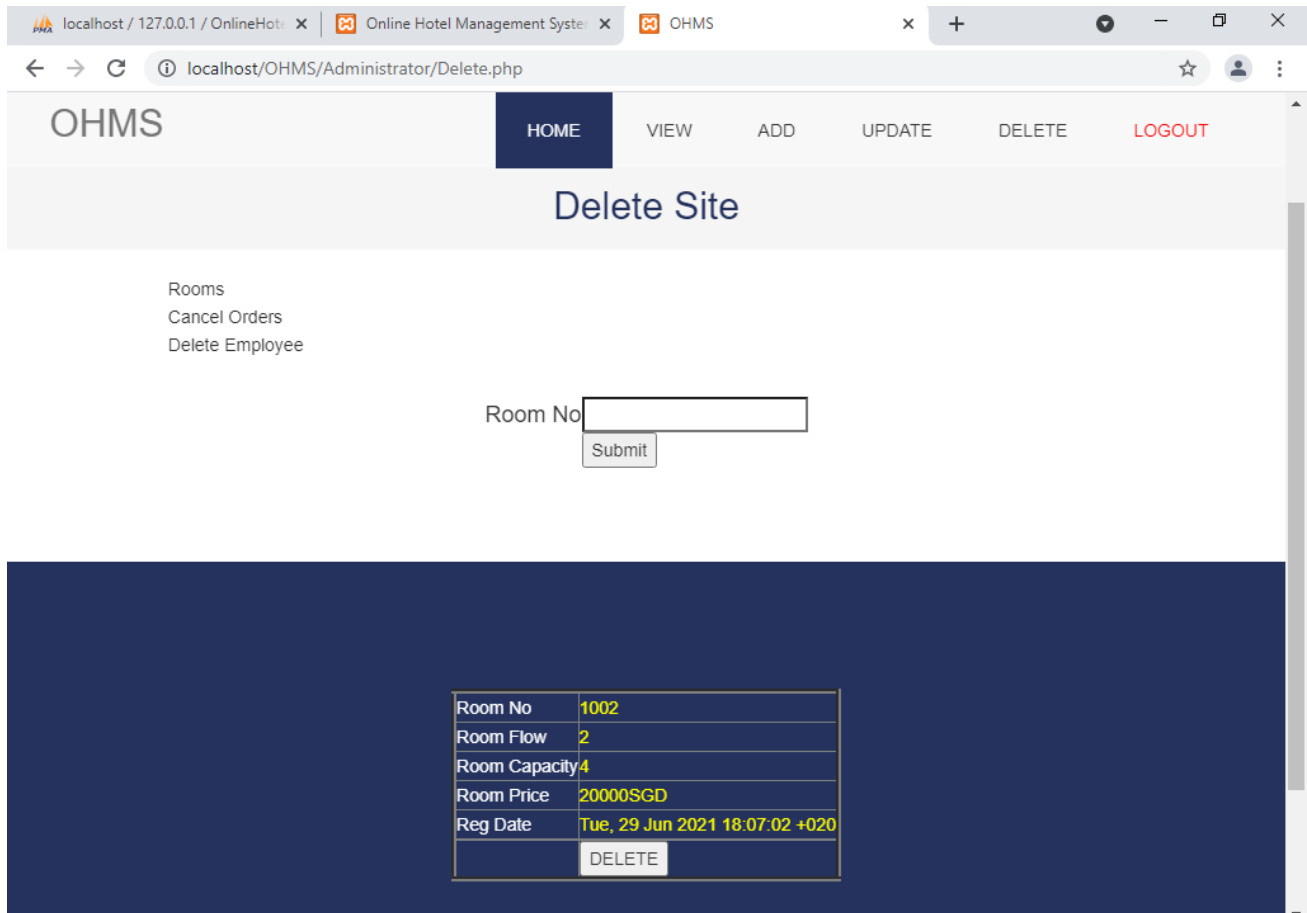 localhost / 127.0.0.1 / OnlineHote
Online Hotel Management Syster
OHMS
localhost/OHMS/Administrator/Delete.php
OHMS
HOME VIEW ADD UPDATE DELETE LOGOUT
Delete Site
Rooms
Cancel Orders
Delete Employee
Room No
Submit
Room No 1002
Room Flow 2
Room Capacity 4
Room Price 20000SGD
Reg Date Tue, 29 Jun 2021 18:07:02 +020
DELETE